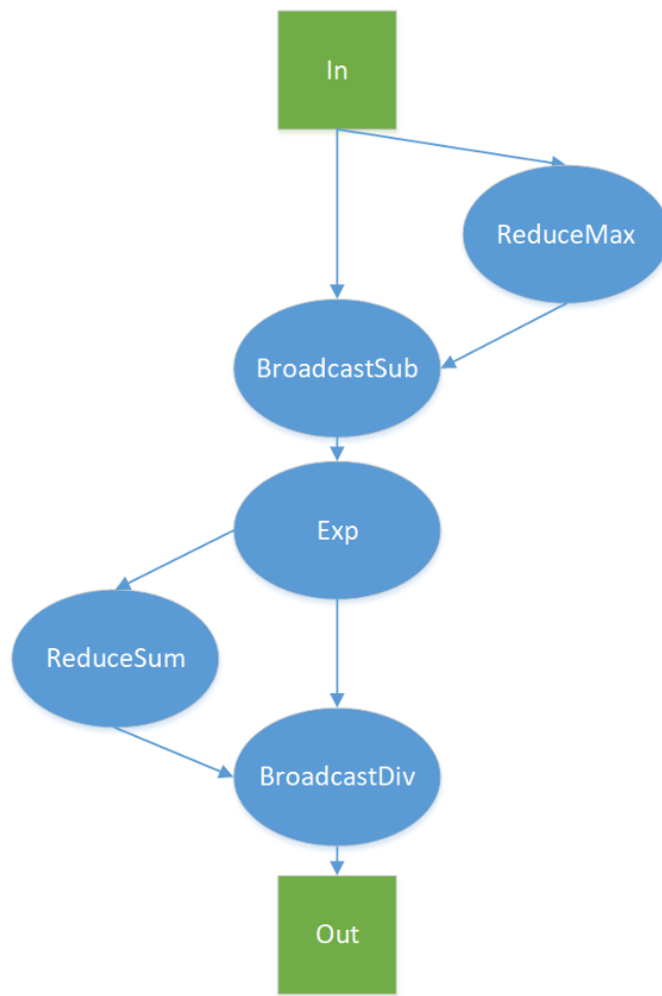 In
ReduceMax
BroadcastSub
Exp
ReduceSum
BroadcastDiv
Out